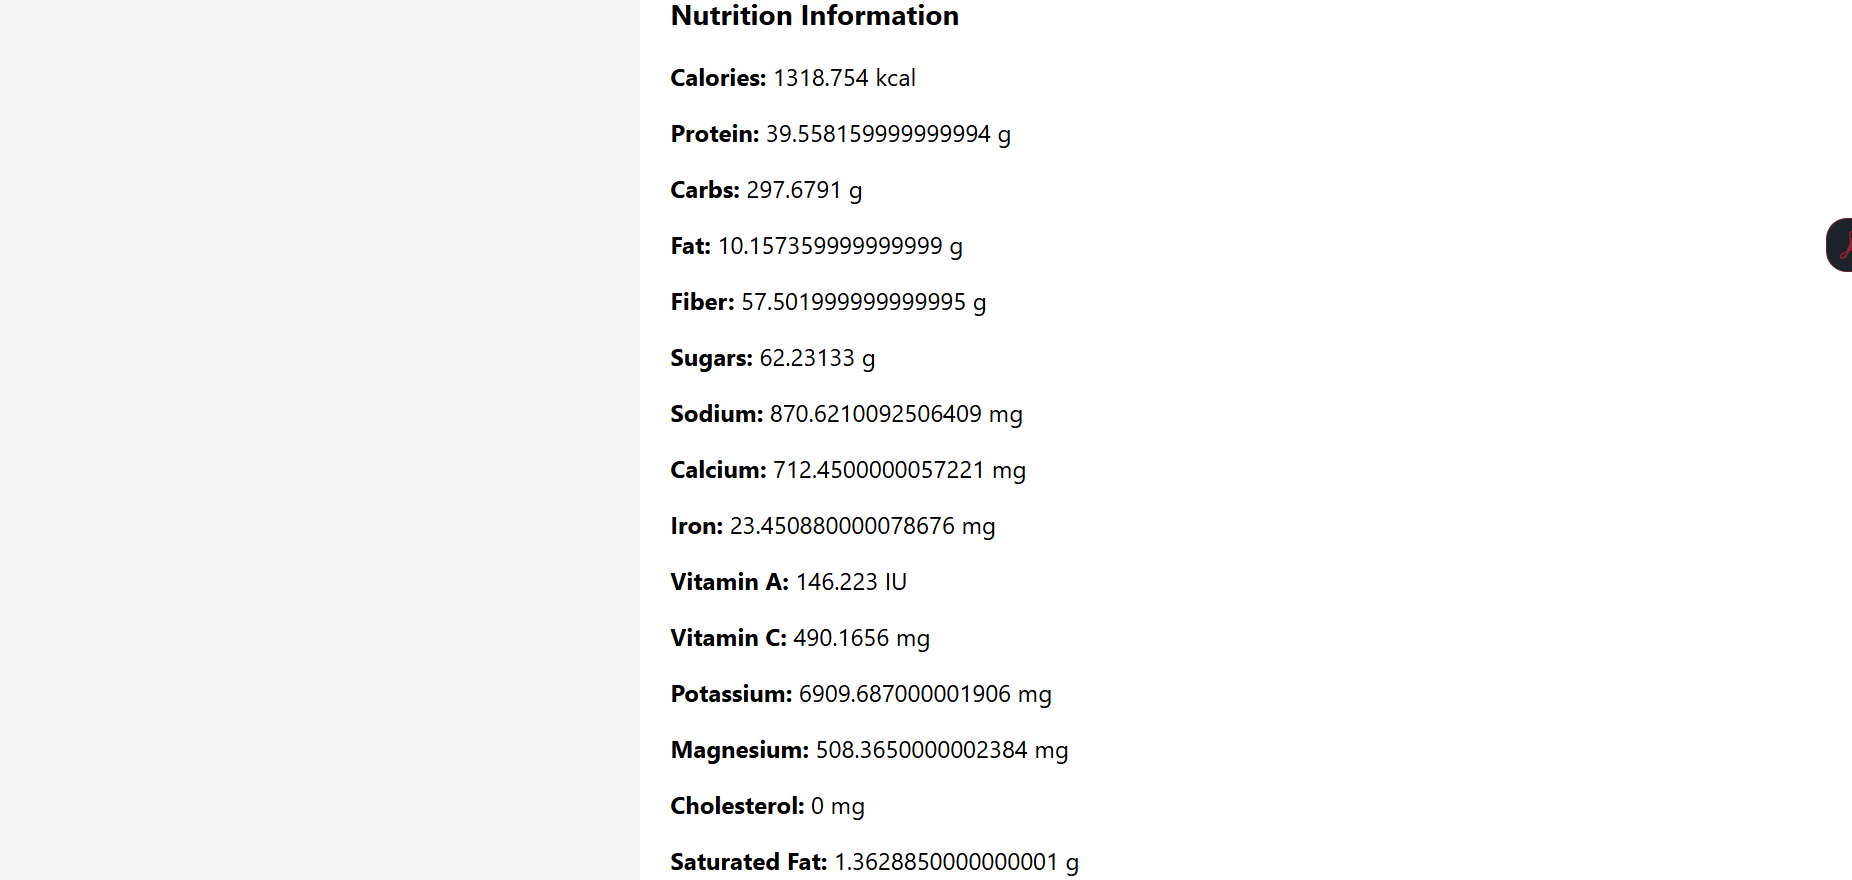 Nutrition Information
Calories: 1318.754 kcal
Protein: 39.558159999999994 g
Carbs: 297.6791 g
Fat: 10.157359999999999 g
Fiber: 57.501999999999995 g
Sugars: 62.23133 g
Sodium: 870.6210092506409 mg
Calcium: 712.4500000057221 mg
Iron: 23.450880000078676 mg
Vitamin A: 146.223 IU
Vitamin C: 490.1656 mg
Potassium: 6909.687000001906 mg
Magnesium: 508.3650000002384 mg
Cholesterol: 0 mg
Saturated Fat: 1.3628850000000001 g